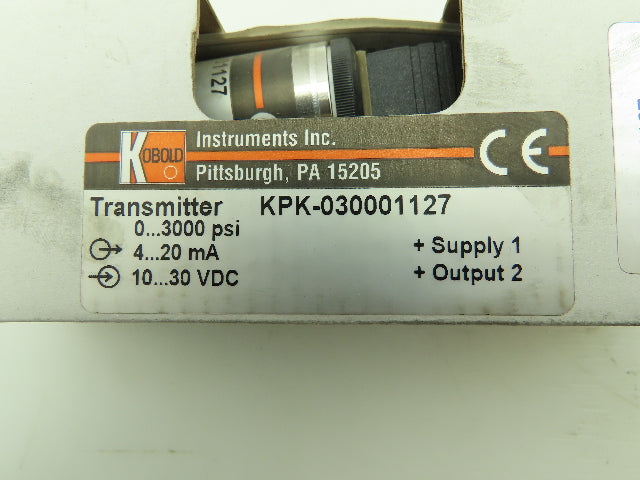 1127
KOBOLD
Instruments Inc.
Pittsburgh, PA 15205
CE
Transmitter KPK-030001127
0...3000 psi
4...20 mA + Supply 1
10...30 VDC + Output 2